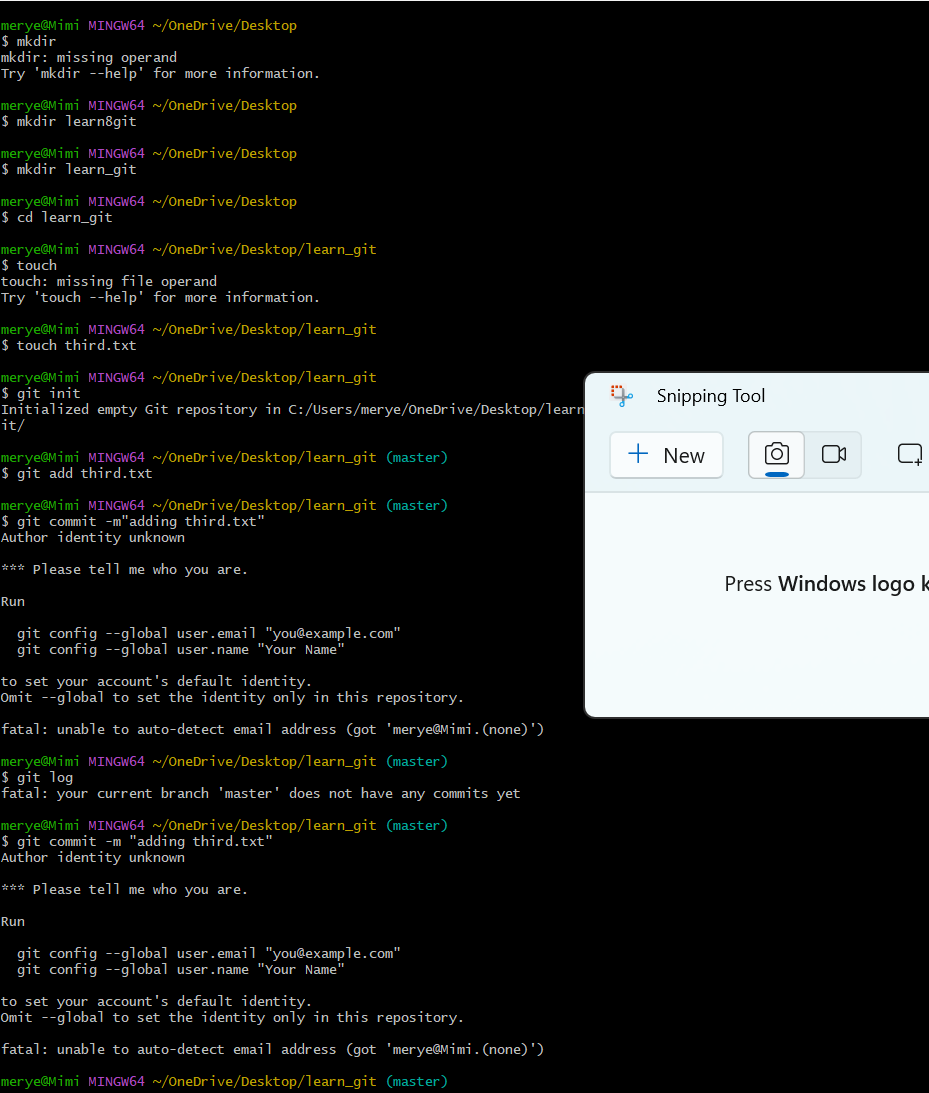 merye@Mimi MINGW64 ~/OneDrive/Desktop
$ mkdir
mkdir: missing operand
Try 'mkdir --help' for more information.
merye@Mimi MINGW64 ~/OneDrive/Desktop
$ mkdir learn8git
merye@Mimi MINGW64 ~/OneDrive/Desktop
$ mkdir learn_git
merye@Mimi MINGW64 ~/OneDrive/Desktop
$ cd learn_git
merye@Mimi MINGW64 ~/OneDrive/Desktop/learn_git
$ touch
touch: missing file operand
Try 'touch --help' for more information.
merye@Mimi MINGW64 ~/OneDrive/Desktop/learn_git
$ touch third.txt
merye@Mimi MINGW64 ~/OneDrive/Desktop/learn_git
$ git init
Initialized empty Git repository in C:/Users/merye/OneDrive/Desktop/learn
it/
merye@Mimi MINGW64 ~/OneDrive/Desktop/learn_git (master)
$ git add third.txt
merye@Mimi MINGW64 ~/OneDrive/Desktop/learn_git (master)
$ git commit -m"adding third.txt"
Author identity unknown
*** Please tell me who you are.
Run
git config --global user.email "you@example.com"
git config --global user.name "Your Name"
to set your account's default identity.
Omit --global to set the identity only in this repository.
fatal: unable to auto-detect email address (got 'merye@Mimi.(none)')
merye@Mimi MINGW64 ~/OneDrive/Desktop/learn_git (master)
$ git log
fatal: your current branch 'master' does not have any commits yet
merye@Mimi MINGW64 ~/OneDrive/Desktop/learn_git (master)
$ git commit -m "adding third.txt"
Author identity unknown
*** Please tell me who you are.
Run
git config --global user.email "you@example.com"
git config --global user.name "Your Name"
to set your account's default identity.
Omit --global to set the identity only in this repository.
fatal: unable to auto-detect email address (got 'merye@Mimi.(none)')
merye@Mimi MINGW64 ~/OneDrive/Desktop/learn_git (master)
Snipping Tool
New
Press Windows logo k